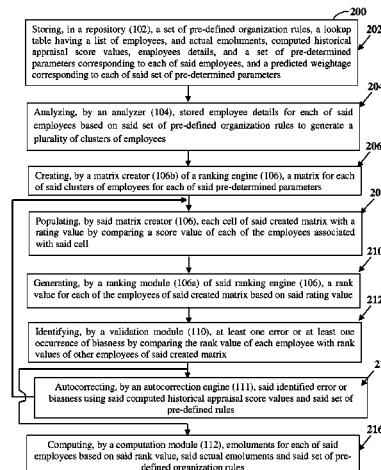 200
Storing, in a repository (102), a set of pre-defined organization rules, a lookup
table having a list of employees, and actual emoluments, computed historical
appraisal score values, employees details, and a set of pre-determined
parameters corresponding to each of said employees, and a predicted weightage
corresponding to each of said set of pre-determined parameters
202
Analyzing, by an analyzer (104), stored employee details for each of said
employees based on said set of pre-defined organization rules to generate a
plurality of clusters of employees
204
Creating, by a matrix creator (106b) of a ranking engine (106), a matrix for each
of said clusters of employees for each of said pre-determined parameters
206
Populating, by said matrix creator (106), each cell of said created matrix with a
rating value by comparing a score value of each of the employees associated
with said cell
Generating, by a ranking module (106a) of said ranking engine (106), a rank
value for each of the employees of said created matrix based on said rating value
210
Identifying, by a validation module (110), at least one error or at least one
occurrence of biasness by comparing the rank value of each employee with rank
values of other employees of said created matrix
212
Autocorrecting, by an autocorrection engine (111), said identified error or
biasness using said computed historical appraisal score values and said set of
pre-defined rules
Computing, by a computation module (112), emoluments for each of said
employees based on said rank value, said actual emoluments and said set of pre-
defined organization rules
216